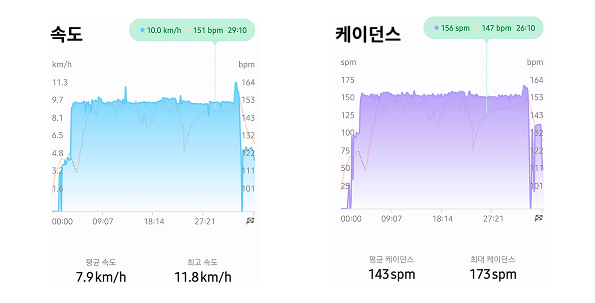 속도
10.0 km/h 151 bpm 29:10
km/h bpm
11.3 164
9.7 153
8.1 143
6.5 132
4.8 122
3.2 111
1.6 101
00:00 09:07 18:14 27:21
평균 속도 최고 속도
7.9 km/h 11.8 km/h
케이던스
156 spm 147 bpm 26:10
spm bpm
175 164
150 153
125 143
100 132
75 122
50 111
25 101
00:00 09:07 18:14 27:21
평균 케이던스 최대 케이던스
143 spm 173 spm